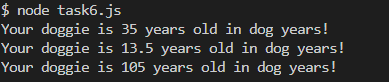 $ node task6.js
Your doggie is 35 years old in dog years!
Your doggie is 13.5 years old in dog years!
Your doggie is 105 years old in dog years!